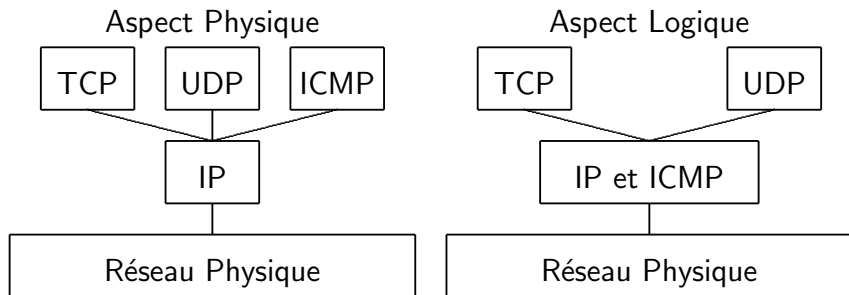 Aspect Physique
TCP
UDP
ICMP
IP
Réseau Physique
Aspect Logique
TCP
UDP
IP et ICMP
Réseau Physique